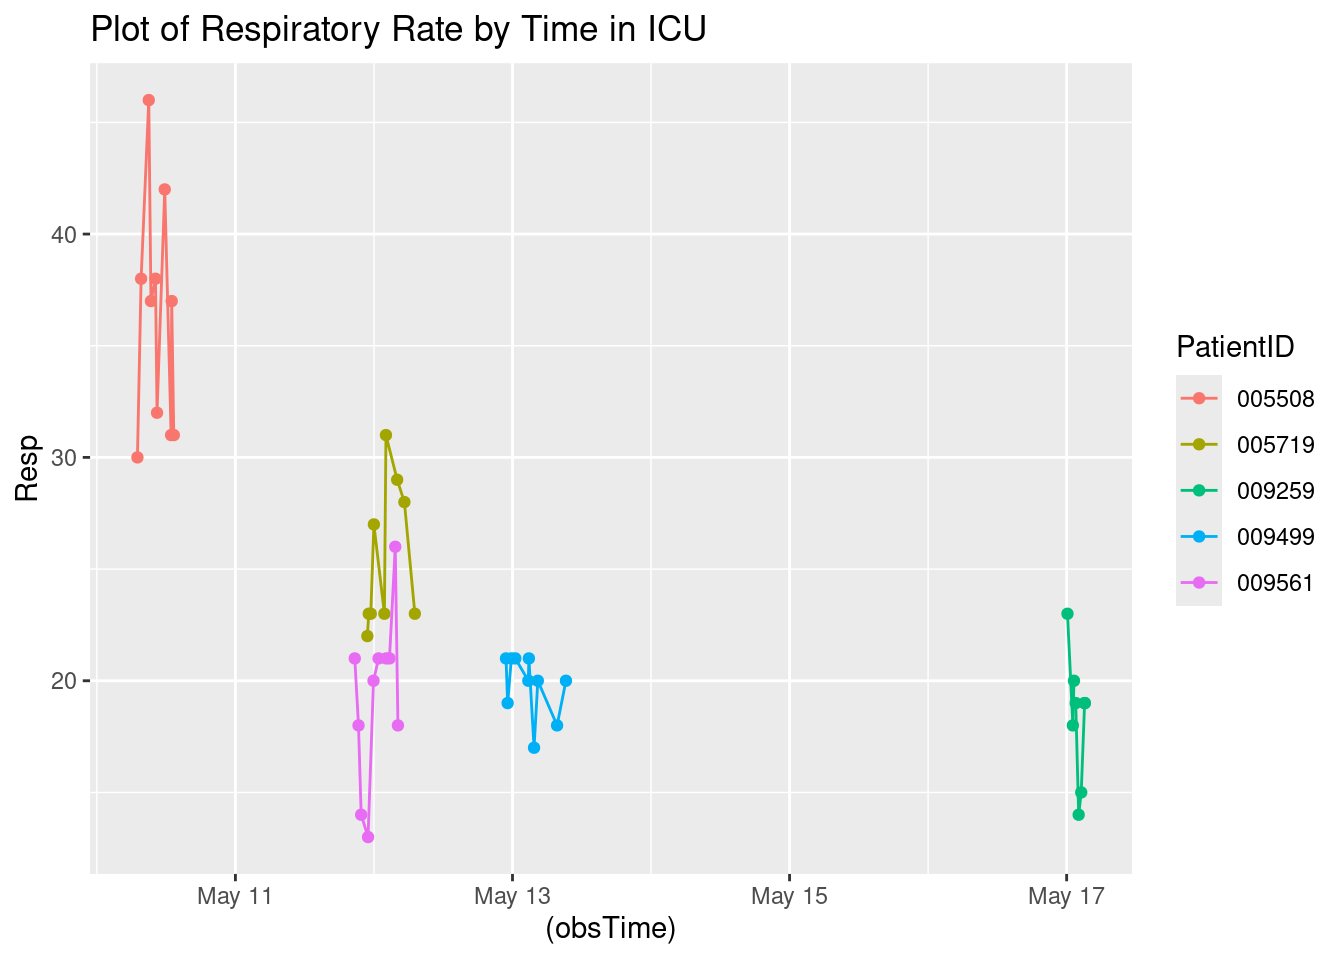 Plot of Respiratory Rate by Time in ICU
Resp
40
30
20
May 11
May 13
May 15
May 17
(obsTime)
PatientID
005508
005719
009259
009499
009561